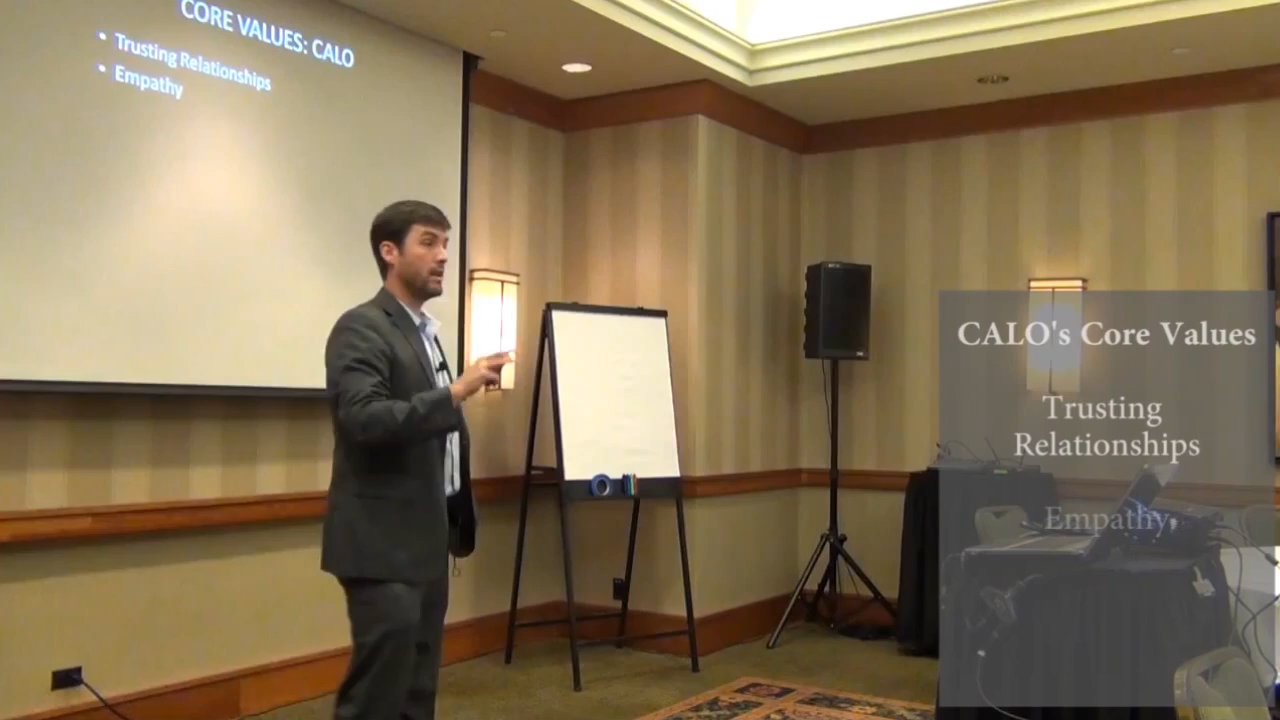 CORE VALUES: CALO
• Trusting Relationships
• Empathy
CALO's Core Values
Trusting
Relationships
Empathy